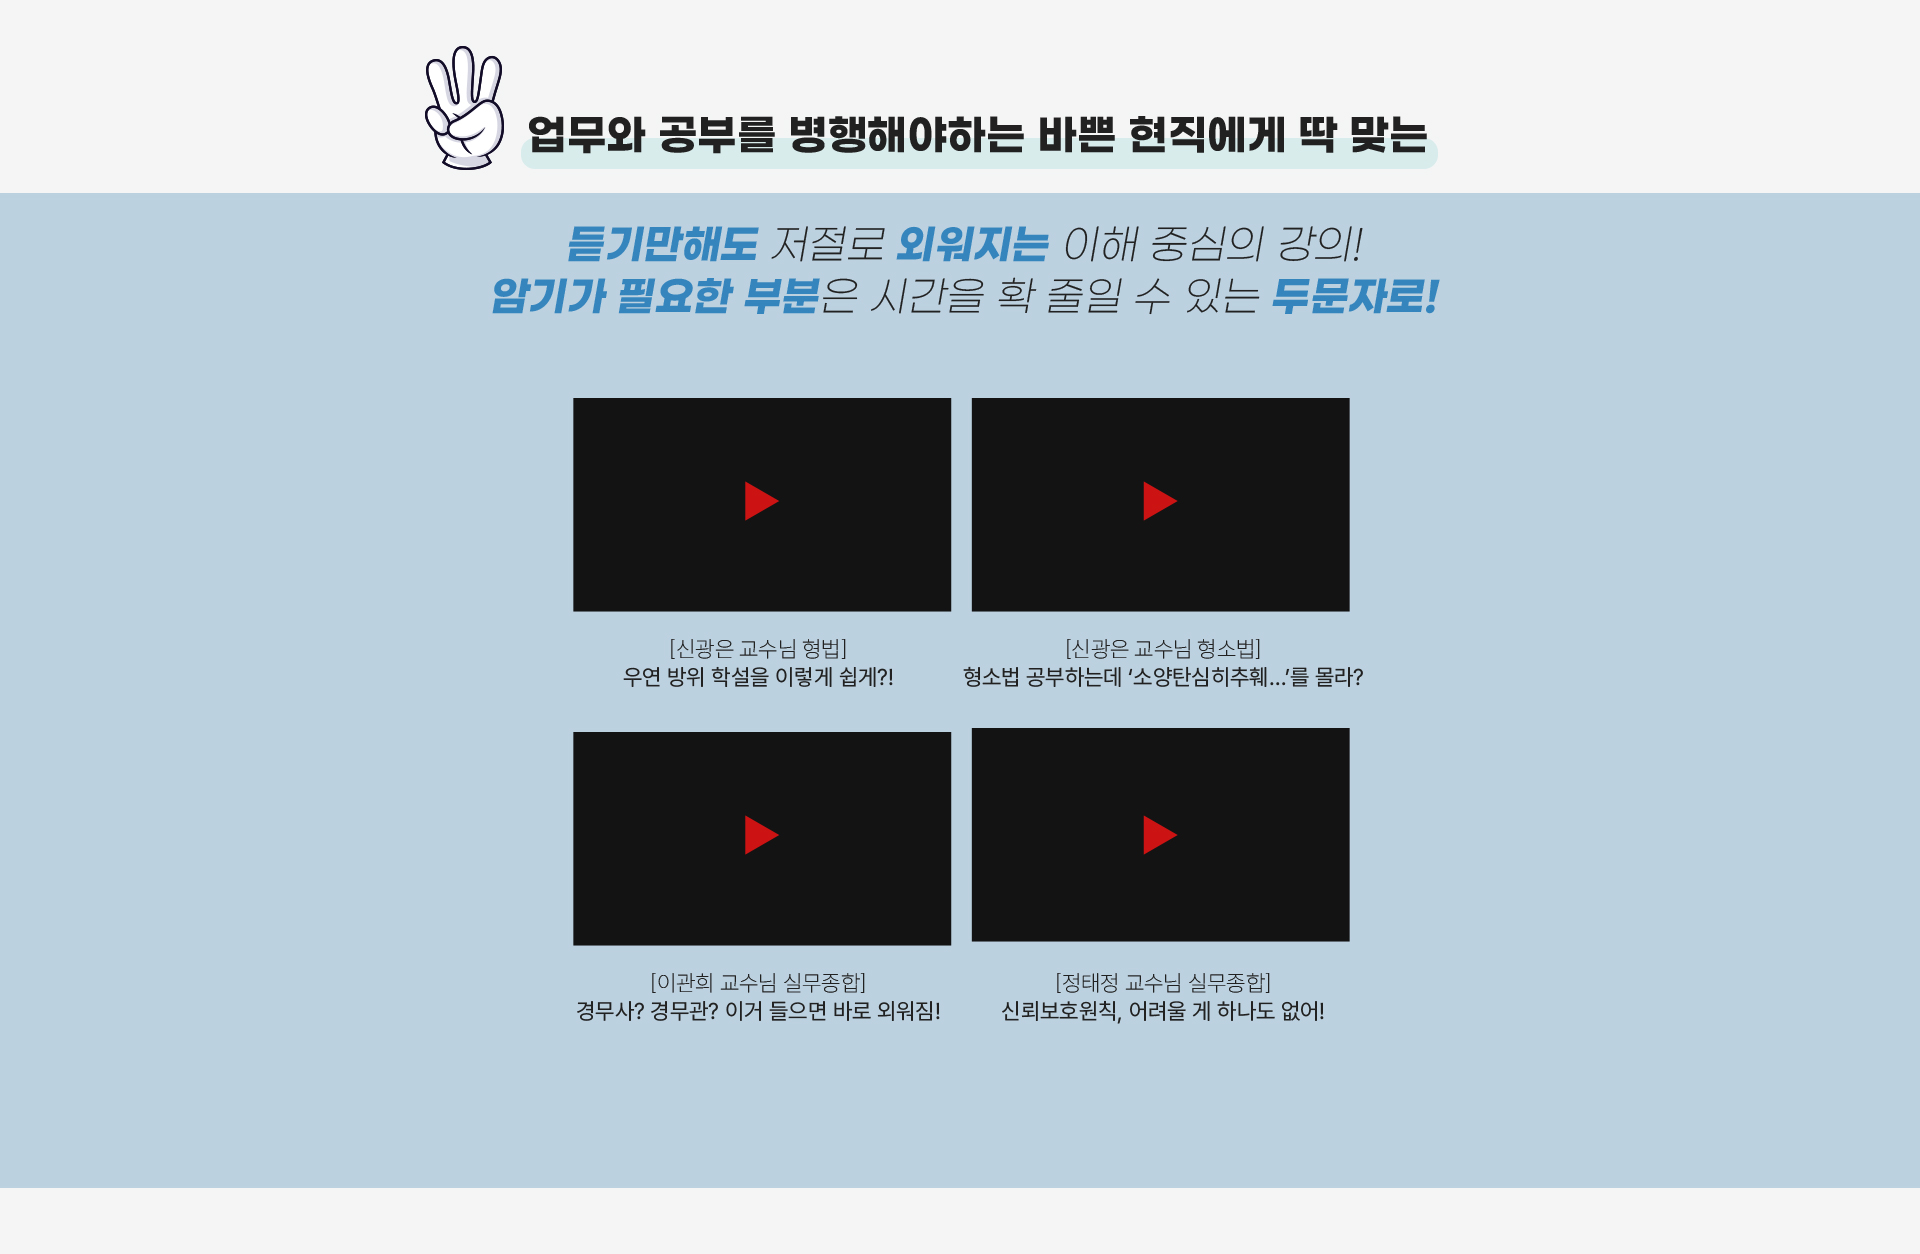 업무와 공부를 병행해야하는 바쁜 현직에게 딱 맞는
듣기만해도 저절로 외워지는 이해 중심의 강의!
암기가 필요한 부분은 시간을 확 줄일 수 있는 두문자로!
[신광은 교수님 형법]
우연 방위 학설을 이렇게 쉽게?!
[신광은 교수님 형소법]
형소법 공부하는데 ‘소양탄심히추훼...’를 몰라?
[이관희 교수님 실무종합]
경무사? 경무관? 이거 들으면 바로 외워짐!
[정태정 교수님 실무종합]
신뢰보호원칙, 어려울 게 하나도 없어!